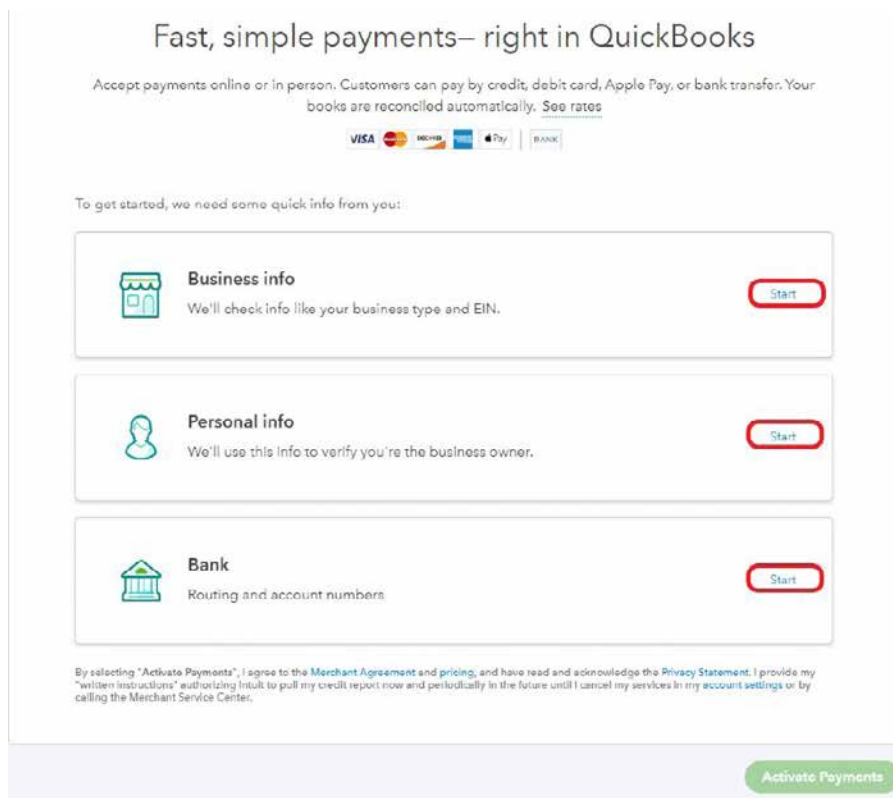 Fast, simple payments— right in QuickBooks
Accept payments online or in person. Customers can pay by credit, debit card, Apple Pay, or bank transfer. Your
books are reconciled automatically. See rates
VISA DISCOVER Pay BANK
To get started, we need some quick info from you:
Business info
We'll check info like your business type and EIN.
Start
Personal info
We'll use this info to verify you're the business owner.
Start
Bank
Routing and account numbers
Start
By selecting "Activate Payments", I agree to the Merchant Agreement and pricing, and have read and acknowledge the Privacy Statement. I provide my
"written instructions" authorizing Intuit to pull my credit report now and periodically in the future until I cancel my services in my account settings or by
calling the Merchant Service Center.
Activate Payments